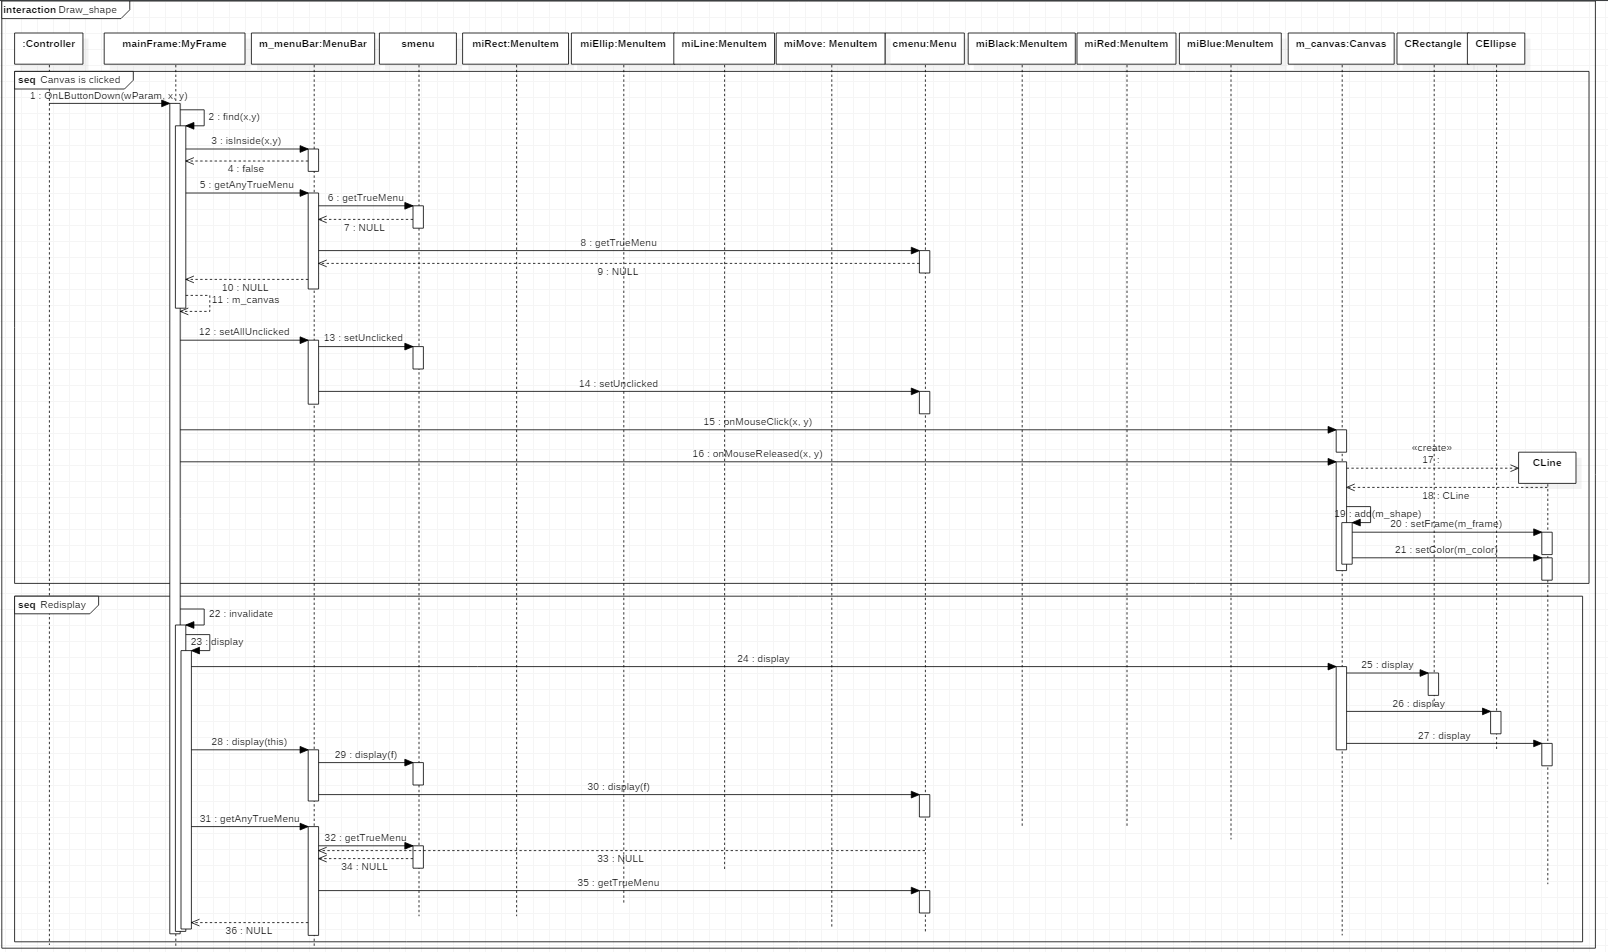 interaction Draw_shape
:Controller
mainFrame:MyFrame
m_menuBar:MenuBar
smenu
miRect:MenuItem
miEllip:MenuItem
miLine:MenuItem
miMove: MenuItem
cmenu:Menu
miBlack:MenuItem
miRed:MenuItem
miBlue:MenuItem
m_canvas:Canvas
CRectangle
CEllipse
seq Canvas is clicked
1 : OnLButtonDown(wParam, x, y)
2 : find(x,y)
3 : isInside(x,y)
4 : false
5 : getAnyTrueMenu
6 : getTrueMenu
7 : NULL
8 : getTrueMenu
9 : NULL
10 : NULL
11 : m_canvas
12 : setAllUnclicked
13 : setUnclicked
14 : setUnclicked
15 : onMouseClick(x, y)
16 : onMouseReleased(x, y)
«create»
17 :
CLine
18 : CLine
19 : add(m_shape)
20 : setFrame(m_frame)
21 : setColor(m_color)
seq Redisplay
22 : invalidate
23 : display
24 : display
25 : display
26 : display
27 : display
28 : display(this)
29 : display(f)
30 : display(f)
31 : getAnyTrueMenu
32 : getTrueMenu
33 : NULL
34 : NULL
35 : getTrueMenu
36 : NULL